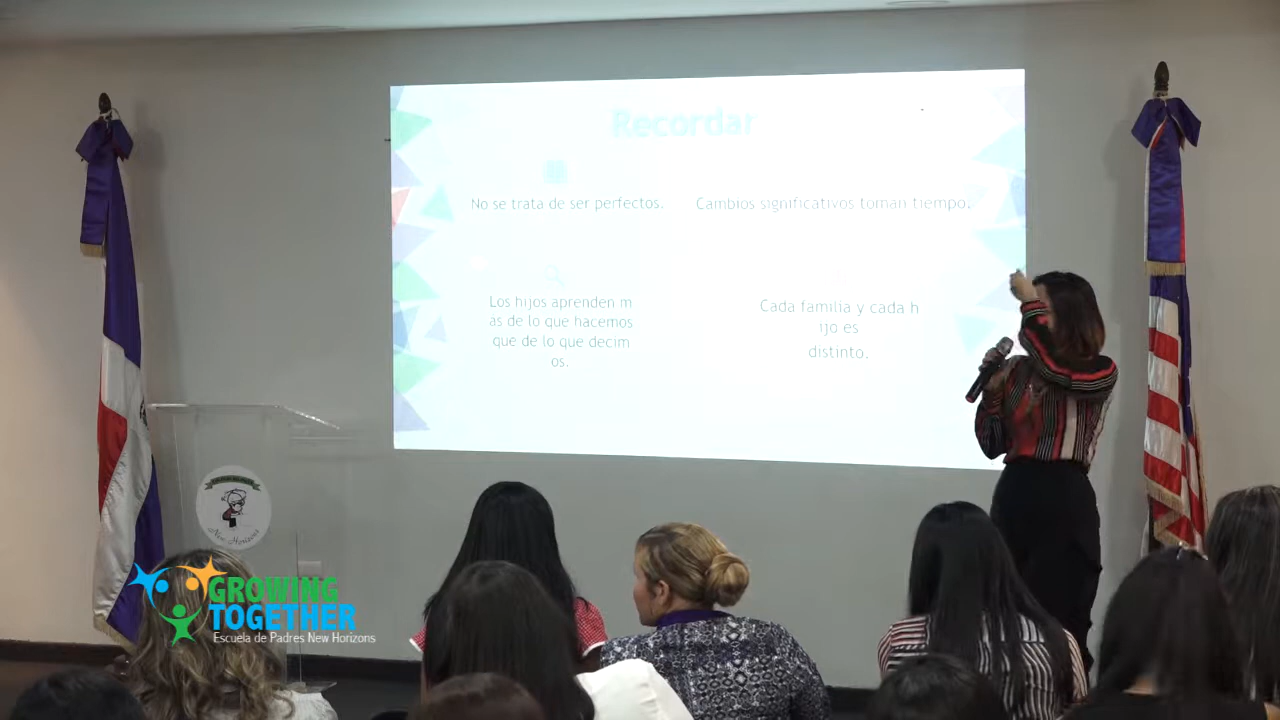 Recordar
No se trata de ser perfectos.
Cambios significativos toman tiempo.
Los hijos aprenden m
as de lo que hacemos
que de lo que decim
os.
Cada familia y cada h
ijo es
distinto.
New Horizons
GROWING
TOGETHER
Escuela de Padres New Horizons